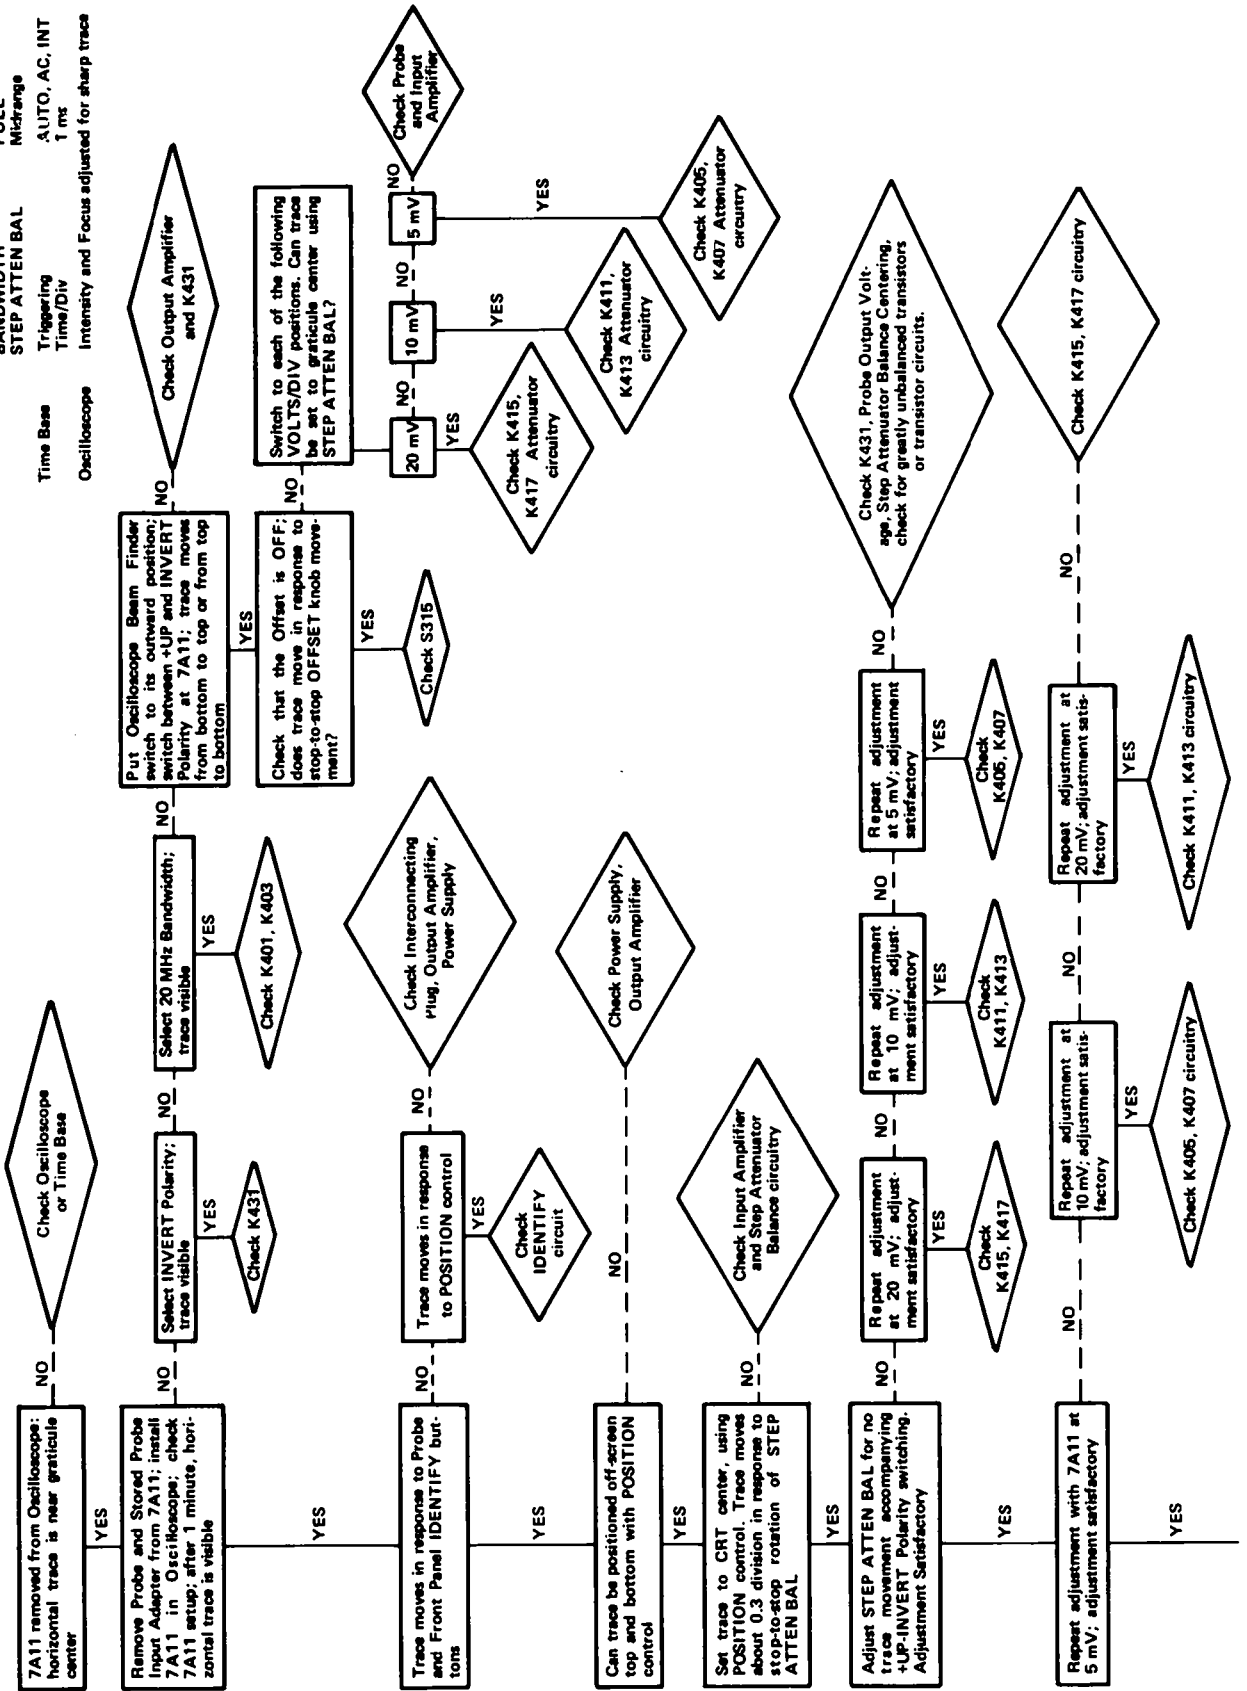 BANDWIDTH FULL
STEP ATTEN BAL Midrange
Time Base Triggering AUTO, AC, INT
Time/Div 1 ms
Oscilloscope Intensity and Focus adjusted for sharp trace
7A11 removed from Oscilloscope:
horizontal trace is near graticule
center
NO
Check Oscilloscope
or Time Base
YES
Remove Probe and Stored Probe
Input Adapter from 7A11; install
7A11 in Oscilloscope; check
7A11 setup; after 1 minute, hori-
zontal trace is visible
NO
Select INVERT Polarity;
trace visible
YES
Check K431
NO
Select 20 MHz Bandwidth;
trace visible
YES
Check K401, K403
NO
Put Oscilloscope Beam Finder
switch to its outward position;
switch between +UP and INVERT
Polarity at 7A11; trace moves
from bottom to top or from top
to bottom
NO
Check Output Amplifier
and K431
YES
Check that the Offset is OFF;
does trace move in response to
stop-to-stop OFFSET knob move-
ment?
YES
Check S315
NO
Switch to each of the following
VOLTS/DIV positions. Can trace
be set to graticule center using
STEP ATTEN BAL?
20 mV
NO
10 mV
NO
5 mV
NO
Check Probe
and Input
Amplifier
YES
Check K415,
K417 Attenuator
circuitry
YES
Check K411,
K413 Attenuator
circuitry
YES
Check K405,
K407 Attenuator
circuitry
YES
Trace moves in response to Probe
and Front Panel IDENTIFY but-
tons
NO
Trace moves in response
to POSITION control
YES
Check
IDENTIFY
circuit
NO
Check Interconnecting
Plug, Output Amplifier,
Power Supply
YES
Can trace be positioned off-screen
top and bottom with POSITION
control
NO
Check Power Supply,
Output Amplifier
YES
Set trace to CRT center, using
POSITION control. Trace moves
about 0.3 division in response to
stop-to-stop rotation of STEP
ATTEN BAL
NO
Check Input Amplifier
and Step Attenuator
Balance circuitry
YES
Adjust STEP ATTEN BAL for no
trace movement accompanying
+UP-INVERT Polarity switching.
Adjustment Satisfactory
NO
Repeat adjustment
at 20 mV; adjust-
ment satisfactory
YES
Check
K415, K417
NO
Repeat adjustment
at 10 mV; adjust-
ment satisfactory
YES
Check
K411, K413
NO
Repeat adjustment
at 5 mV; adjustment
satisfactory
YES
Check
K405, K407
NO
Check K431, Probe Output Volt-
age, Step Attenuator Balance Centering,
check for greatly unbalanced transistors
or transistor circuits.
YES
Repeat adjustment with 7A11 at
5 mV; adjustment satisfactory
NO
Repeat adjustment at
10 mV; adjustment satis-
factory
YES
Check K405, K407 circuitry
NO
Repeat adjustment at
20 mV; adjustment satis-
factory
YES
Check K411, K413 circuitry
NO
Check K415, K417 circuitry
YES